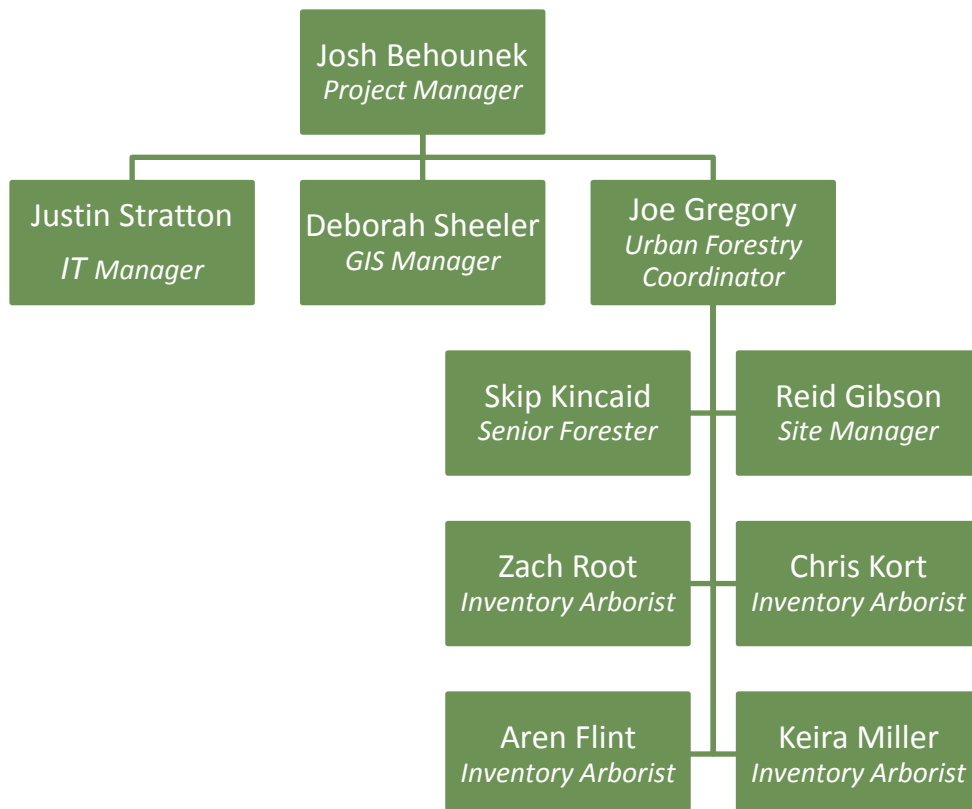 Josh Behounek
Project Manager
Justin Stratton
IT Manager
Deborah Sheeler
GIS Manager
Joe Gregory
Urban Forestry
Coordinator
Skip Kincaid
Senior Forester
Reid Gibson
Site Manager
Zach Root
Inventory Arborist
Chris Kort
Inventory Arborist
Aren Flint
Inventory Arborist
Keira Miller
Inventory Arborist